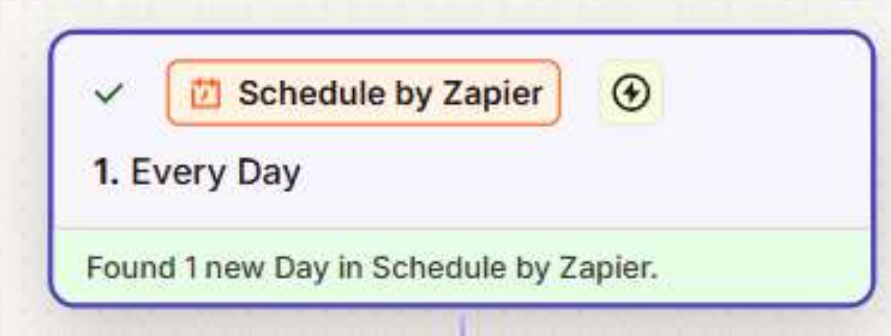 Schedule by Zapier
1. Every Day
Found 1 new Day in Schedule by Zapier.